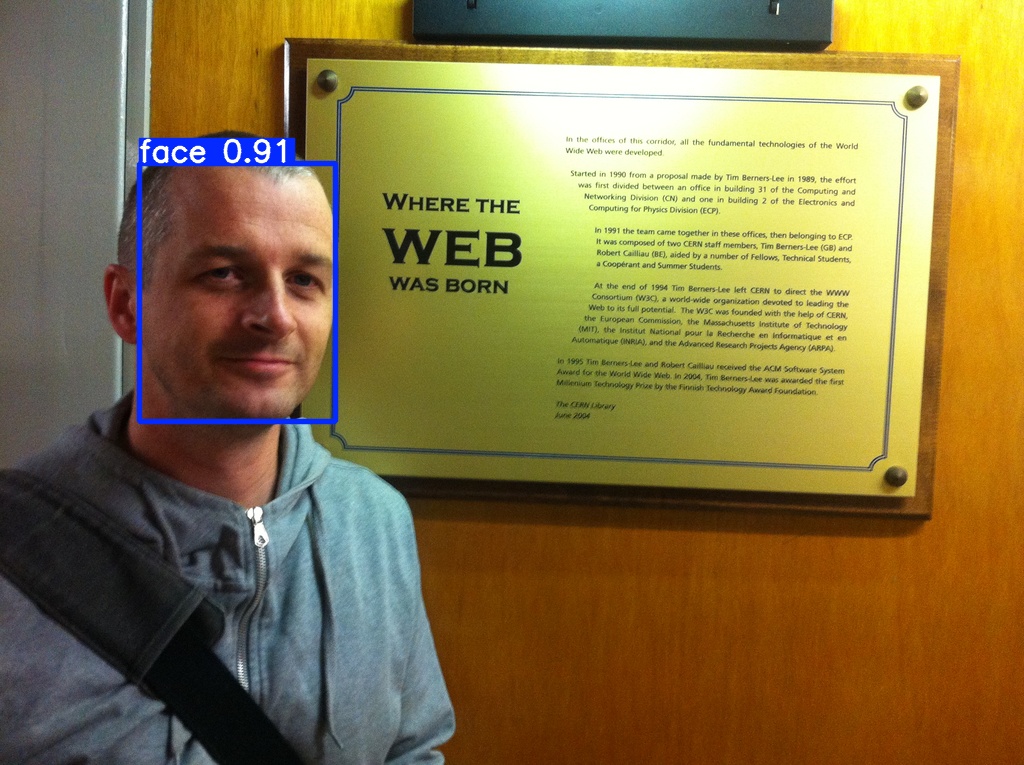 face 0.91
WHERE THE
WEB
WAS BORN
In the offices of this corridor, all the fundamental technologies of the World
Wide Web were developed.
Started in 1990 from a proposal made by Tim Berners-Lee in 1989, the effort
was first divided between an office in building 31 of the Computing and
Networking Division (CN) and one in building 2 of the Electronics and
Computing for Physics Division (ECP).
In 1991 the team came together in these offices, then belonging to ECP.
It was composed of two CERN staff members, Tim Berners-Lee (GB) and
Robert Cailliau (BE), aided by a number of Fellows, Technical Students,
a Coopérant and Summer Students.
At the end of 1994 Tim Berners-Lee left CERN to direct the WWW
Consortium (W3C), a world-wide organization devoted to leading the
Web to its full potential. The W3C was founded with the help of CERN,
the European Commission, the Massachusetts Institute of Technology
(MIT), the Institut National pour la Recherche en Informatique et en
Automatique (INRIA), and the Advanced Research Projects Agency (ARPA).
In 1995 Tim Berners-Lee and Robert Cailliau received the ACM Software System
Award for the World Wide Web. In 2004, Tim Berners-Lee was awarded the first
Millenium Technology Prize by the Finnish Technology Award Foundation.
The CERN Library
June 2004